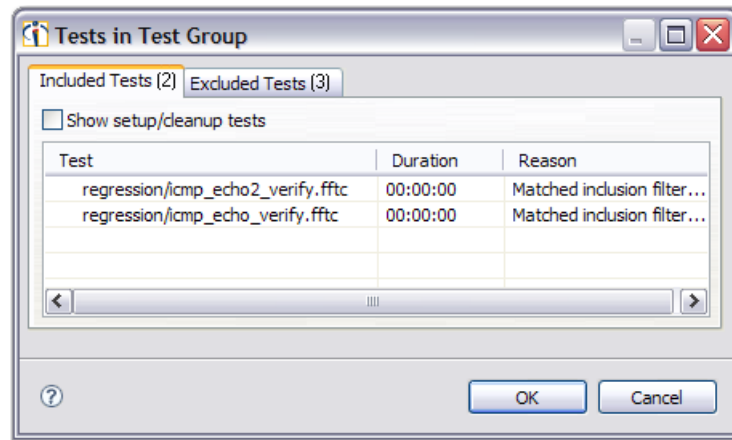 Tests in Test Group
Included Tests (2) Excluded Tests (3)
Show setup/cleanup tests
Test Duration Reason
regression/icmp_echo2_verify.fftc 00:00:00 Matched inclusion filter...
regression/icmp_echo_verify.fftc 00:00:00 Matched inclusion filter...
? OK Cancel